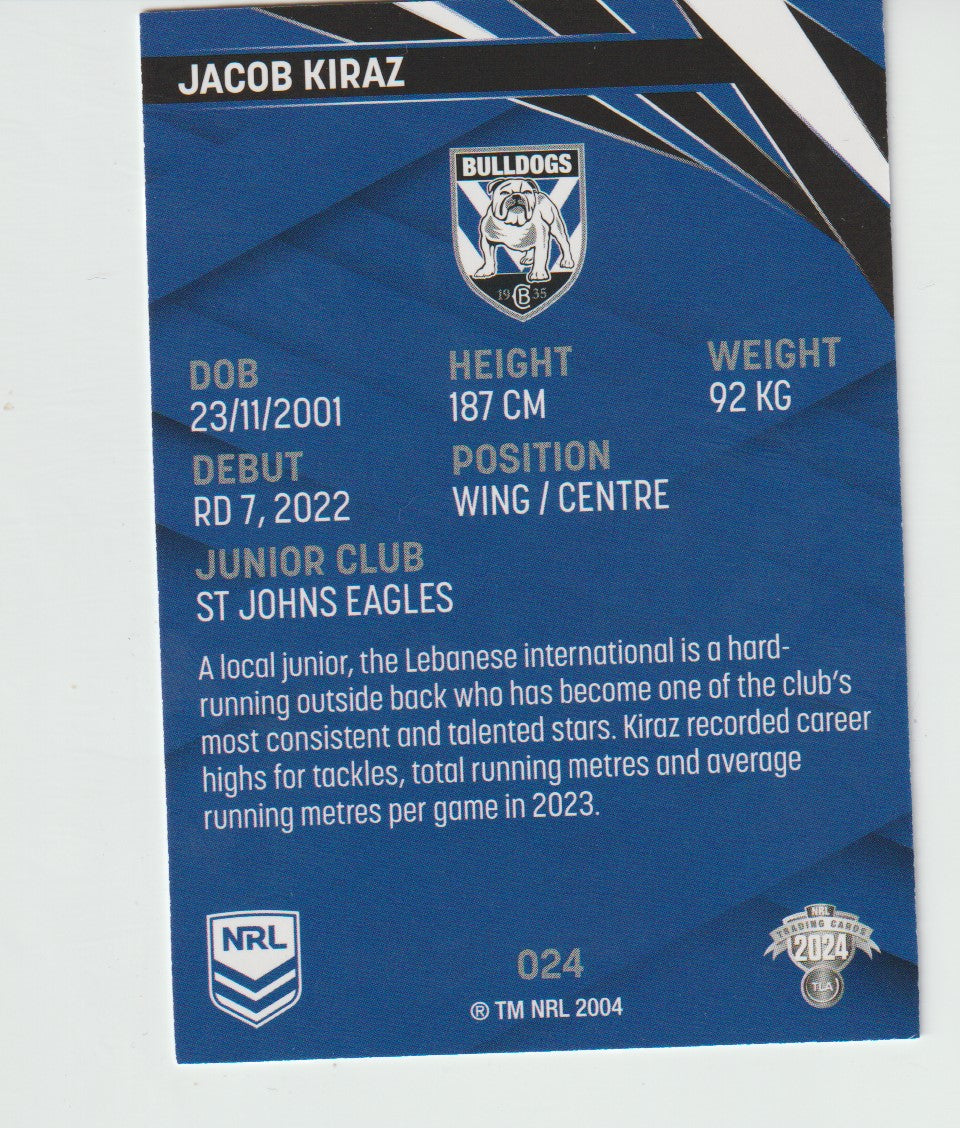 JACOB KIRAZ
BULLDOGS
19 CB 35
DOB HEIGHT WEIGHT
23/11/2001 187 CM 92 KG
DEBUT POSITION
RD 7, 2022 WING / CENTRE
JUNIOR CLUB
ST JOHNS EAGLES
A local junior, the Lebanese international is a hard-
running outside back who has become one of the club's
most consistent and talented stars. Kiraz recorded career
highs for tackles, total running metres and average
running metres per game in 2023.
NRL
024
® TM NRL 2004
NRL
TRADING CARDS
2024
TLA